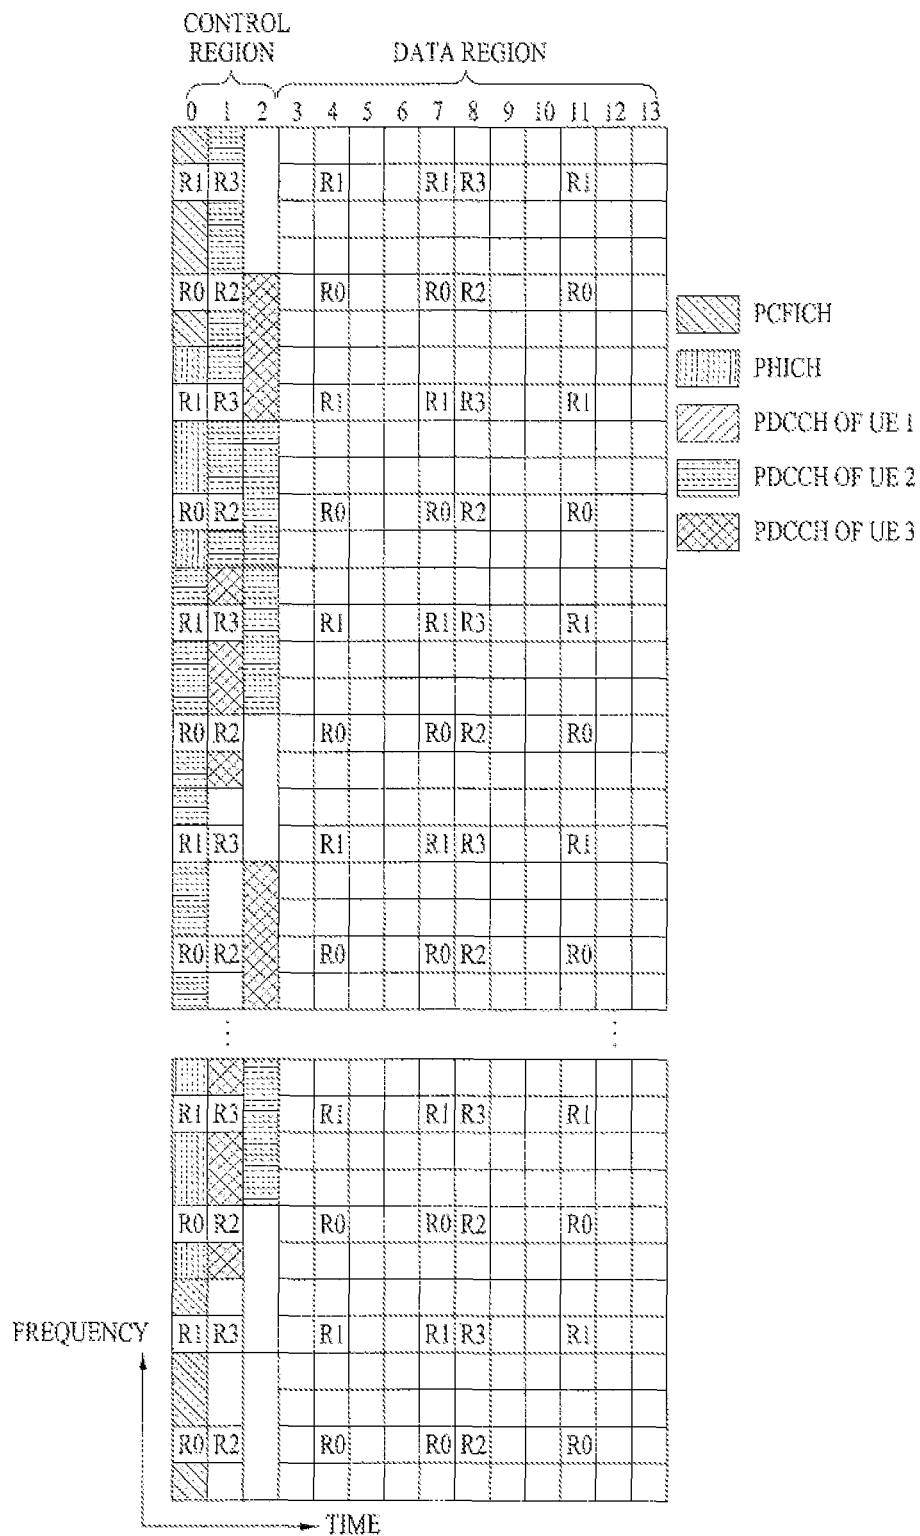 CONTROL
REGION
DATA REGION
0 1 2 3 4 5 6 7 8 9 10 11 12 13
R1 R3 R1 R1 R3 R1
R0 R2 R0 R0 R2 R0
PCFICH
PHICH
R1 R3 R1 R1 R3 R1
PDCCH OF UE 1
PDCCH OF UE 2
R0 R2 R0 R0 R2 R0
PDCCH OF UE 3
R1 R3 R1 R1 R3 R1
R0 R2 R0 R0 R2 R0
R1 R3 R1 R1 R3 R1
R0 R2 R0 R0 R2 R0
R1 R3 R1 R1 R3 R1
R0 R2 R0 R0 R2 R0
FREQUENCY
R1 R3 R1 R1 R3 R1
R0 R2 R0 R0 R2 R0
TIME